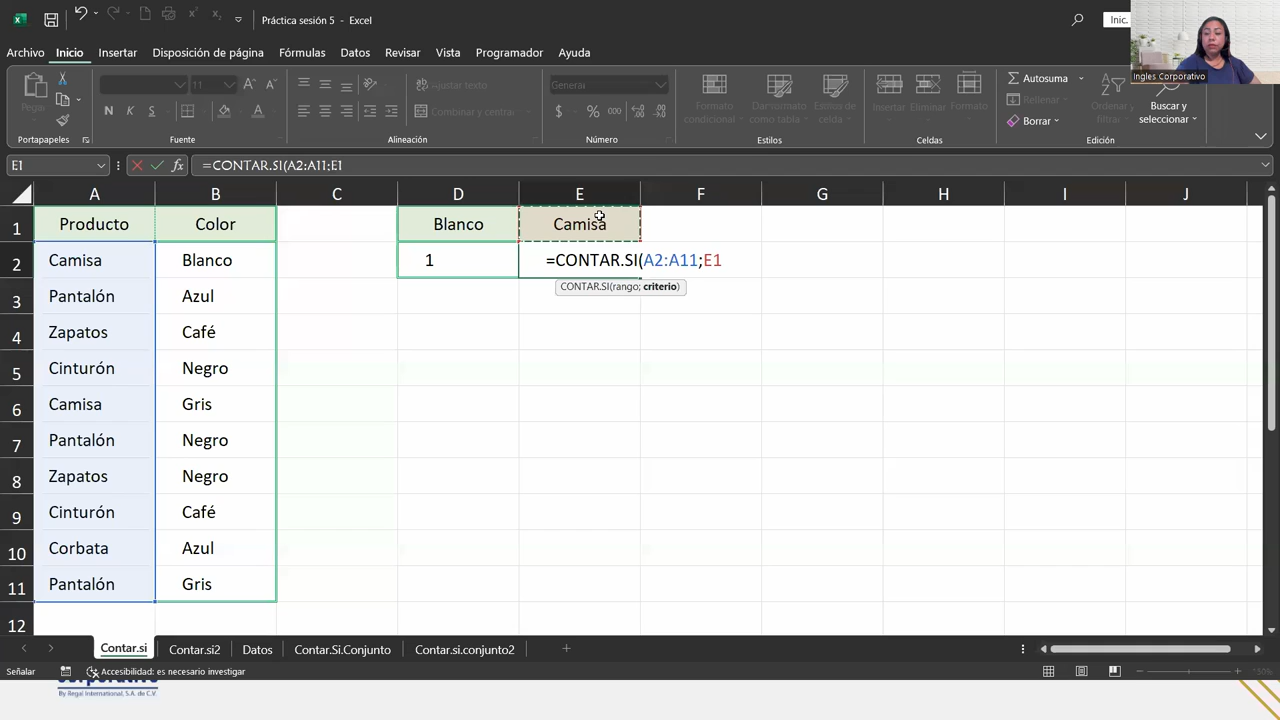 Práctica sesión 5 - Excel
Inic.
Archivo Inicio Insertar Disposición de página Fórmulas Datos Revisar Vista Programador Ayuda
Ingles Corporativo
Pegar
Portapapeles
11
N K S
Fuente
Ajustar texto
Combinar y centrar
Alineación
General
$ % 000
Número
Formato condicional
Dar formato como tabla
Estilos de celda
Estilos
Insertar Eliminar Formato
Celdas
Autosuma
Rellenar
Borrar
Ordenar y filtrar
Buscar y seleccionar
Edición
E1
fx =CONTAR.SI(A2:A11;E1
A B C D E F G H I J
1 Producto Color Blanco Camisa
2 Camisa Blanco 1 =CONTAR.SI(A2:A11;E1
CONTAR.SI(rango; criterio)
3 Pantalón Azul
4 Zapatos Café
5 Cinturón Negro
6 Camisa Gris
7 Pantalón Negro
8 Zapatos Negro
9 Cinturón Café
10 Corbata Azul
11 Pantalón Gris
12
Contar.si Contar.si2 Datos Contar.Si.Conjunto Contar.si.conjunto2
Señalar Accesibilidad: es necesario investigar
By Regal International, S.A. de C.V.